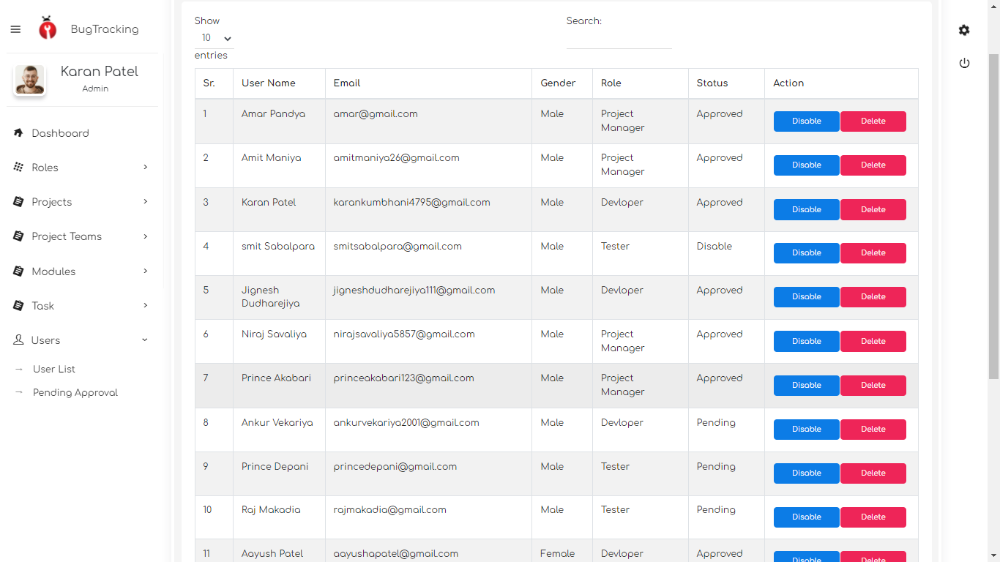 BugTracking
Karan Patel
Admin
Dashboard
Roles
Projects
Project Teams
Modules
Task
Users
→ User List
→ Pending Approval
Show
10
entries
Search:
Sr. User Name Email Gender Role Status Action
1 Amar Pandya amar@gmail.com Male Project Approved Disable Delete
Manager
2 Amit Maniya amitmaniya26@gmail.com Male Project Approved Disable Delete
Manager
3 Karan Patel karankumbhani4795@gmail.com Male Devloper Approved Disable Delete
4 smit Sabalpara smitsabalpara@gmail.com Male Tester Disable Disable Delete
5 Jignesh jigneshdudharejiya111@gmail.com Male Devloper Approved Disable Delete
Dudharejiya
6 Niraj Savaliya nirajsavaliya5857@gmail.com Male Project Approved Disable Delete
Manager
7 Prince Akabari princeakabari123@gmail.com Male Project Approved Disable Delete
Manager
8 Ankur Vekariya ankurvekariya2001@gmail.com Male Devloper Pending Disable Delete
9 Prince Depani princedepani@gmail.com Male Tester Pending Disable Delete
10 Raj Makadia rajmakadia@gmail.com Male Tester Pending Disable Delete
11 Aayush Patel aayushapatel@gmail.com Female Devloper Approved Disable Delete